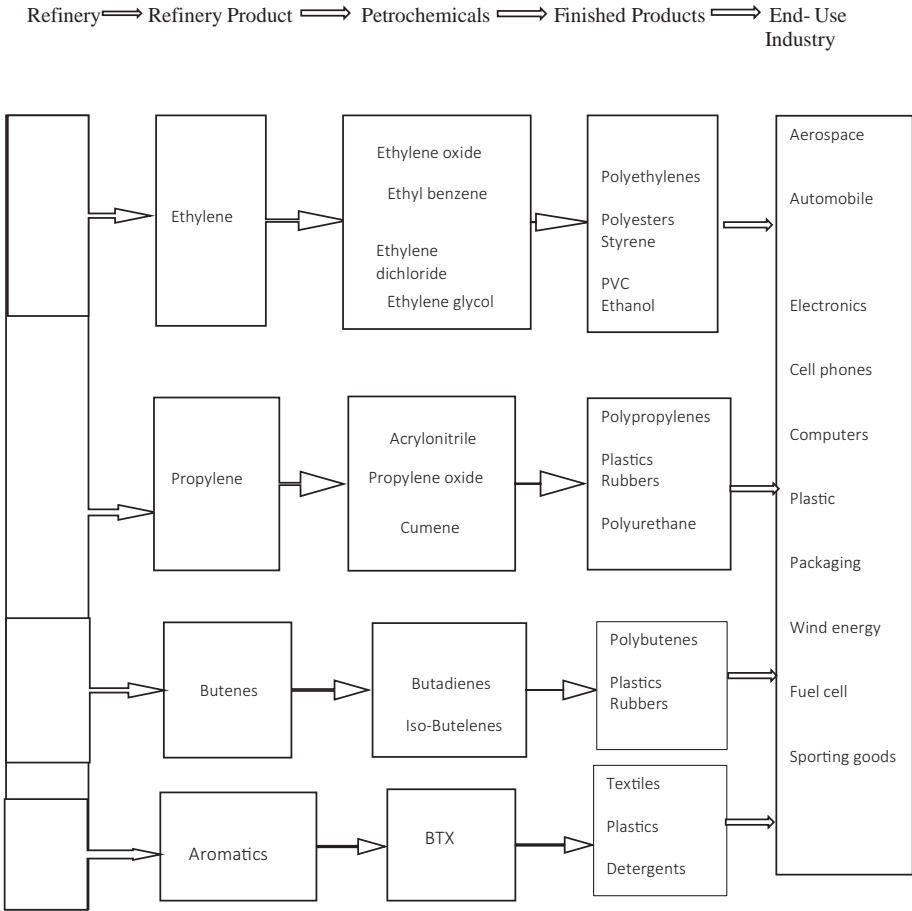 Refinery Refinery Product Petrochemicals Finished Products End- Use
Industry
Ethylene
Ethylene oxide
Ethyl benzene
Ethylene
dichloride
Ethylene glycol
Polyethylenes
Polyesters
Styrene
PVC
Ethanol
Propylene
Acrylonitrile
Propylene oxide
Cumene
Polypropylenes
Plastics
Rubbers
Polyurethane
Butenes
Butadienes
Iso-Butelenes
Polybutenes
Plastics
Rubbers
Aromatics
BTX
Textiles
Plastics
Detergents
Aerospace
Automobile
Electronics
Cell phones
Computers
Plastic
Packaging
Wind energy
Fuel cell
Sporting goods